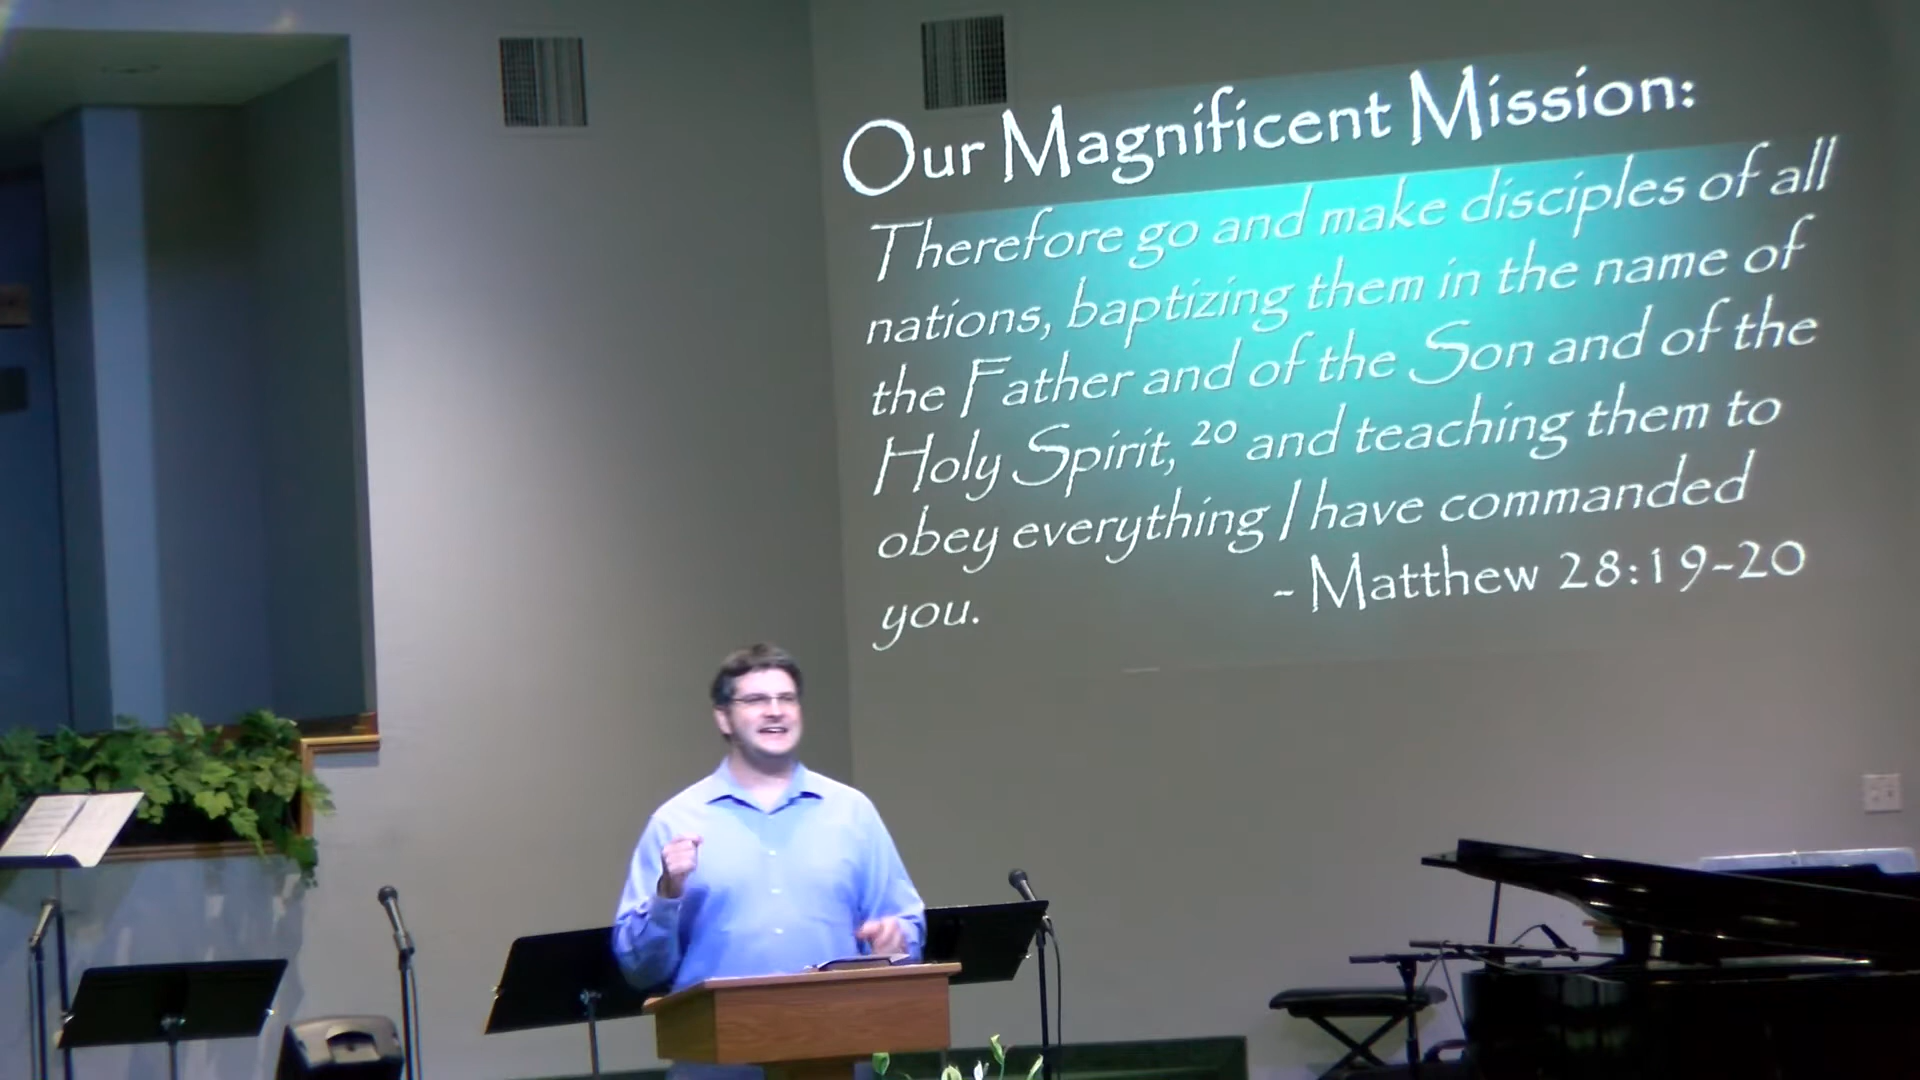 Our Magnificent Mission:
Therefore go and make disciples of all
nations, baptizing them in the name of
the Father and of the Son and of the
Holy Spirit, 20 and teaching them to
obey everything I have commanded
you. - Matthew 28:19-20